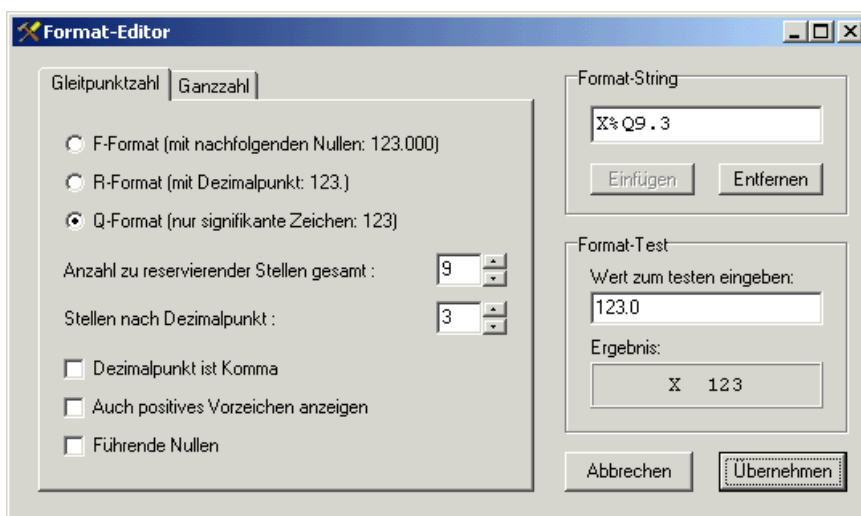 Format-Editor
Gleitpunktzahl
Ganzzahl
F-Format (mit nachfolgenden Nullen: 123.000)
R-Format (mit Dezimalpunkt: 123.)
Q-Format (nur signifikante Zeichen: 123)
Anzahl zu reservierender Stellen gesamt :
9
Stellen nach Dezimalpunkt :
3
Dezimalpunkt ist Komma
Auch positives Vorzeichen anzeigen
Führende Nullen
Format-String
X%Q9.3
Einfügen
Entfernen
Format-Test
Wert zum testen eingeben:
123.0
Ergebnis:
X 123
Abbrechen
Übernehmen